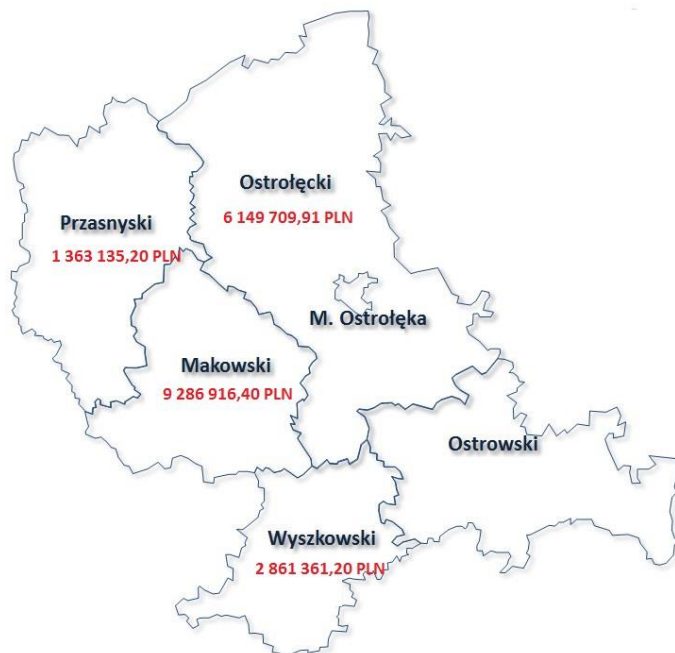 Ostrołęcki
6 149 709,91 PLN
Przasnyski
1 363 135,20 PLN
M. Ostrołęka
Makowski
9 286 916,40 PLN
Ostrowski
Wyszkowski
2 861 361,20 PLN